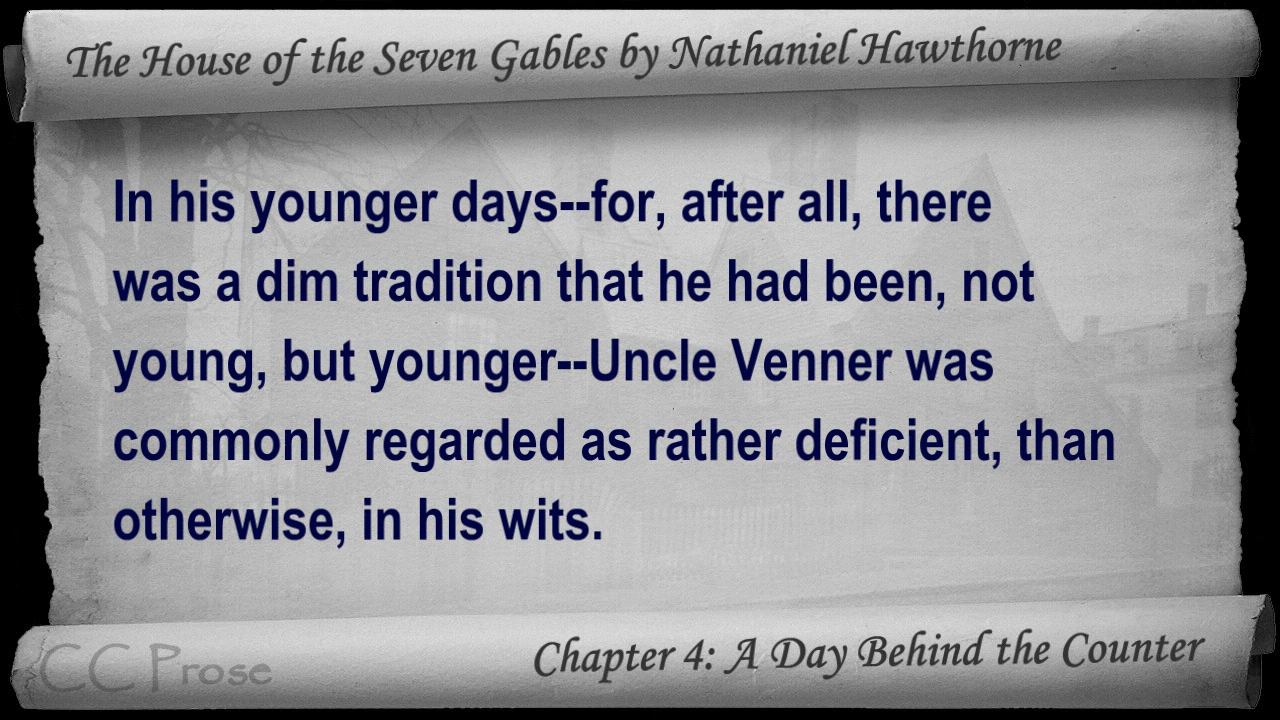 The House of the Seven Gables by Nathaniel Hawthorne
In his younger days--for, after all, there
was a dim tradition that he had been, not
young, but younger--Uncle Venner was
commonly regarded as rather deficient, than
otherwise, in his wits.
CC Prose
Chapter 4: A Day Behind the Counter